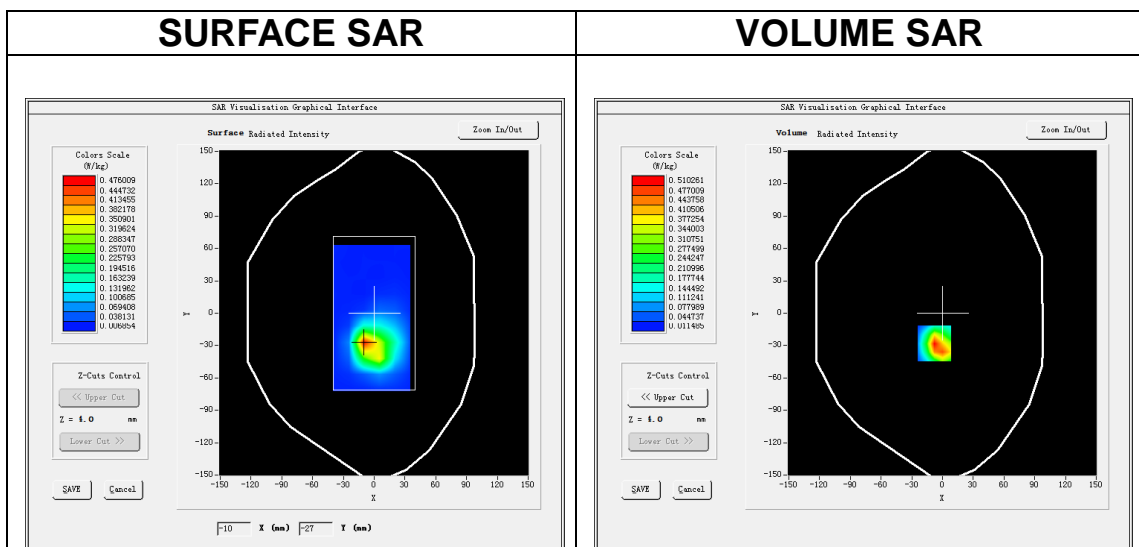 SURFACE SAR
VOLUME SAR
SAR Visualisation Graphical Interface
Surface Radiated Intensity
Zoom In/Out
Colors Scale
(W/kg)
0.476009
0.444732
0.413455
0.382178
0.350901
0.319624
0.288347
0.257070
0.225793
0.194516
0.163239
0.131962
0.100685
0.069408
0.038131
0.006854
150
120
90
60
30
0
-30
-60
-90
-120
-150
Y
-150 -120 -90 -60 -30 0 30 60 90 120 150
X
Z-Cuts Control
<< Upper Cut
Z = 4.0 mm
Lower Cut >>
SAVE
Cancel
-10 X (mm) -27 Y (mm)
SAR Visualisation Graphical Interface
Volume Radiated Intensity
Zoom In/Out
Colors Scale
(W/kg)
0.510261
0.477009
0.443758
0.410506
0.377254
0.344003
0.310751
0.277499
0.244247
0.210996
0.177744
0.144492
0.111241
0.077989
0.044737
0.011485
150
120
90
60
30
0
-30
-60
-90
-120
-150
Y
-150 -120 -90 -60 -30 0 30 60 90 120 150
X
Z-Cuts Control
<< Upper Cut
Z = 4.0 mm
Lower Cut >>
SAVE
Cancel